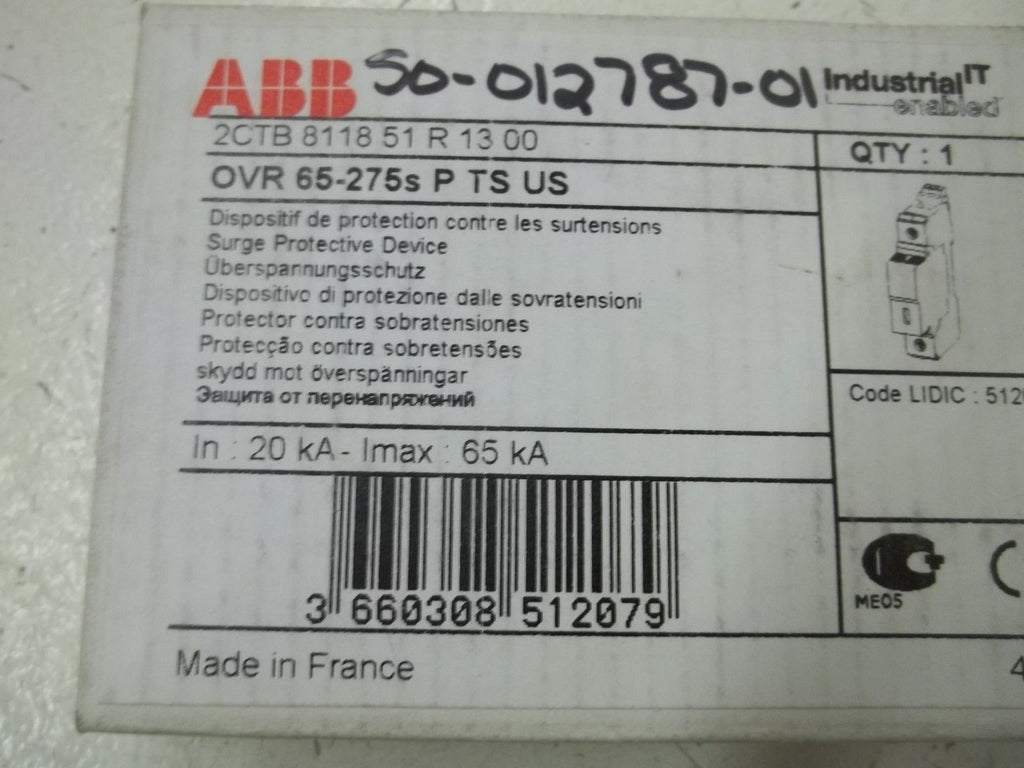 ABB SO-012787-01 Industrial IT
enabled
2CTB 8118 51 R 13 00
QTY : 1
OVR 65-275s P TS US
Dispositif de protection contre les surtensions
Surge Protective Device
Überspannungsschutz
Dispositivo di protezione dalle sovratensioni
Protector contra sobratensiones
Protecção contra sobretensões
skydd mot överspänningar
Защита от перенапряжений
Code LIDIC : 512
In : 20 kA - Imax : 65 kA
ME05
3 660308 512079
Made in France
4